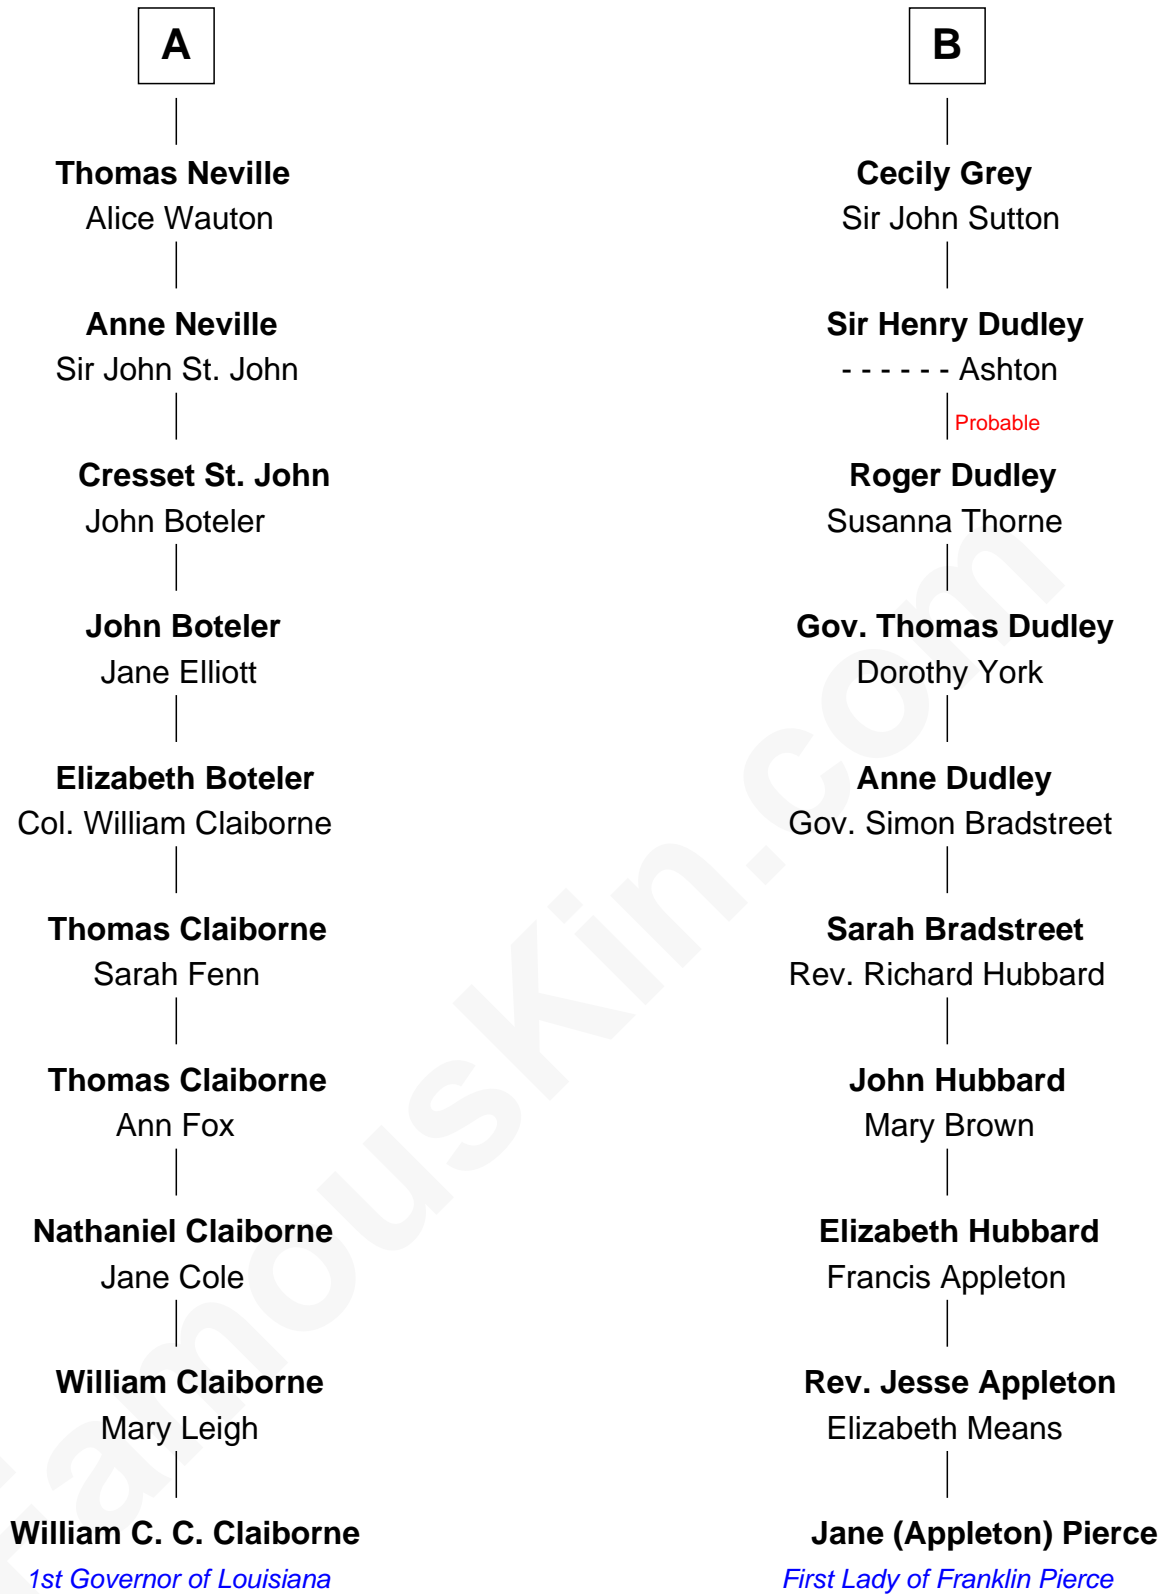 A
Thomas Neville
Alice Wauton
Anne Neville
Sir John St. John
Cresset St. John
John Boteler
John Boteler
Jane Elliott
Elizabeth Boteler
Col. William Claiborne
Thomas Claiborne
Sarah Fenn
Thomas Claiborne
Ann Fox
Nathaniel Claiborne
Jane Cole
William Claiborne
Mary Leigh
William C. C. Claiborne
1st Governor of Louisiana
B
Cecily Grey
Sir John Sutton
Sir Henry Dudley
- - - - - - Ashton
Probable
Roger Dudley
Susanna Thorne
Gov. Thomas Dudley
Dorothy York
Anne Dudley
Gov. Simon Bradstreet
Sarah Bradstreet
Rev. Richard Hubbard
John Hubbard
Mary Brown
Elizabeth Hubbard
Francis Appleton
Rev. Jesse Appleton
Elizabeth Means
Jane (Appleton) Pierce
First Lady of Franklin Pierce
FamousKin.com